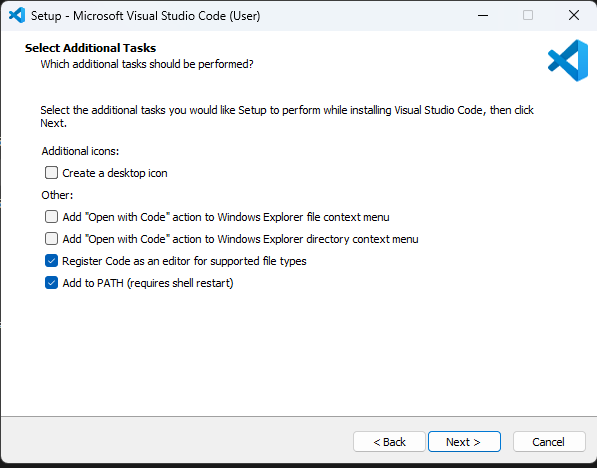 Setup - Microsoft Visual Studio Code (User)
Select Additional Tasks
Which additional tasks should be performed?
Select the additional tasks you would like Setup to perform while installing Visual Studio Code, then click
Next.
Additional icons:
Create a desktop icon
Other:
Add "Open with Code" action to Windows Explorer file context menu
Add "Open with Code" action to Windows Explorer directory context menu
Register Code as an editor for supported file types
Add to PATH (requires shell restart)
< Back
Next >
Cancel